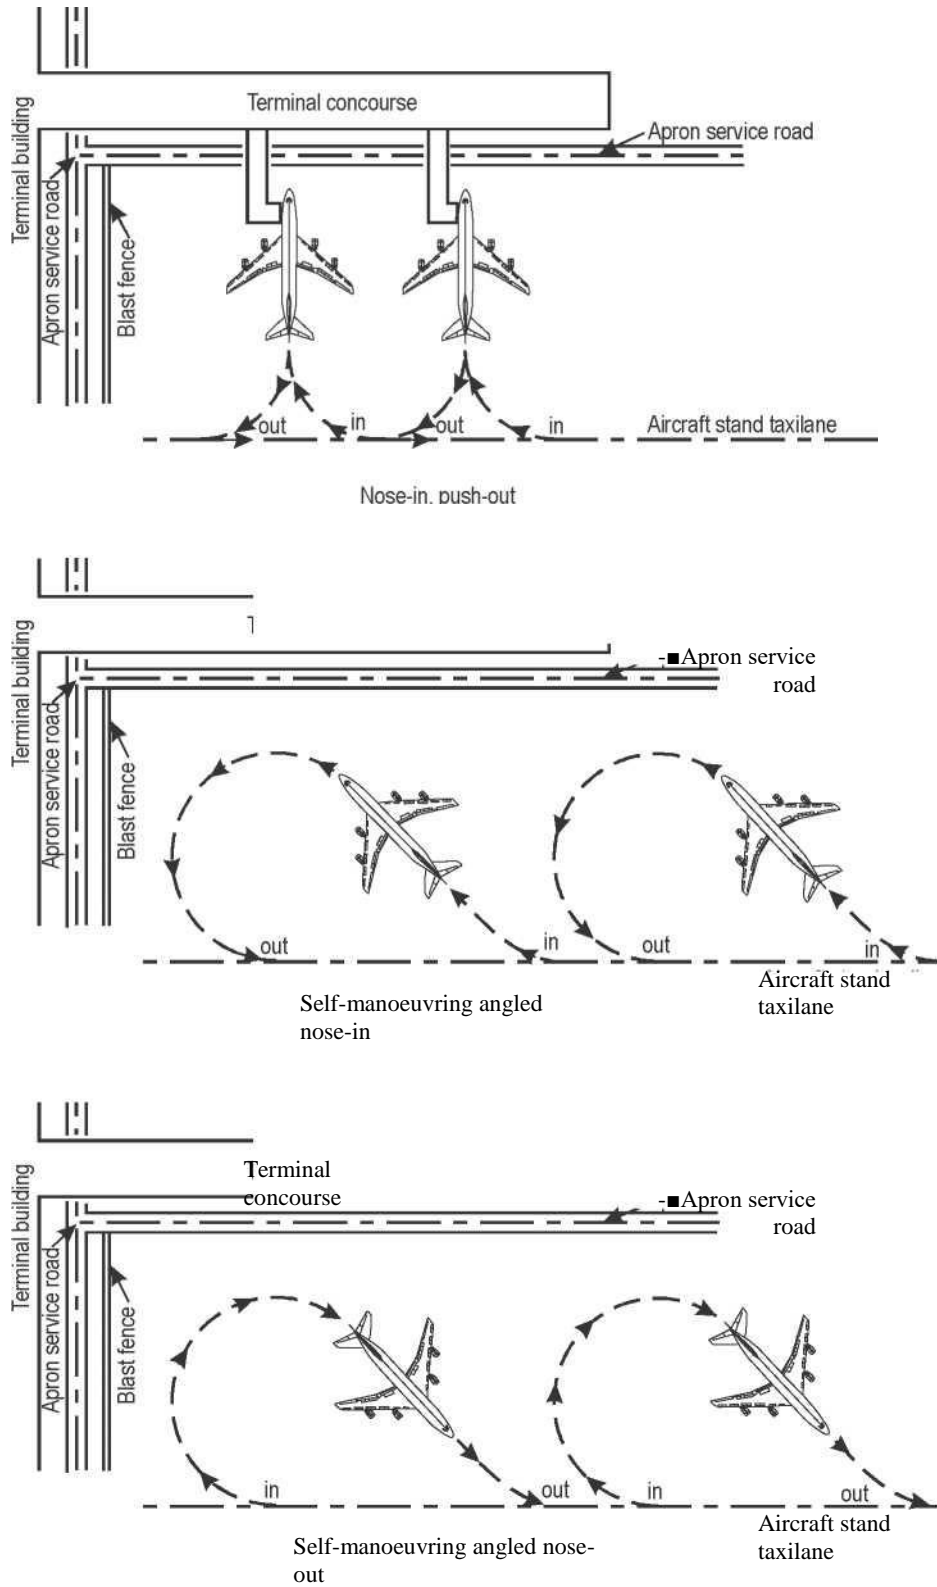 Terminal concourse
Apron service road
Terminal building
Apron service road
Blast fence
out
in
out
in
Aircraft stand taxilane
Nose-in, push-out
Terminal building
Apron service road
Blast fence
-■Apron service
road
out
in
out
in
Self-manoeuvring angled
nose-in
Aircraft stand
taxilane
Terminal
concourse
Terminal building
Apron service road
Blast fence
-■Apron service
road
in
out
in
out
Self-manoeuvring angled nose-
out
Aircraft stand
taxilane